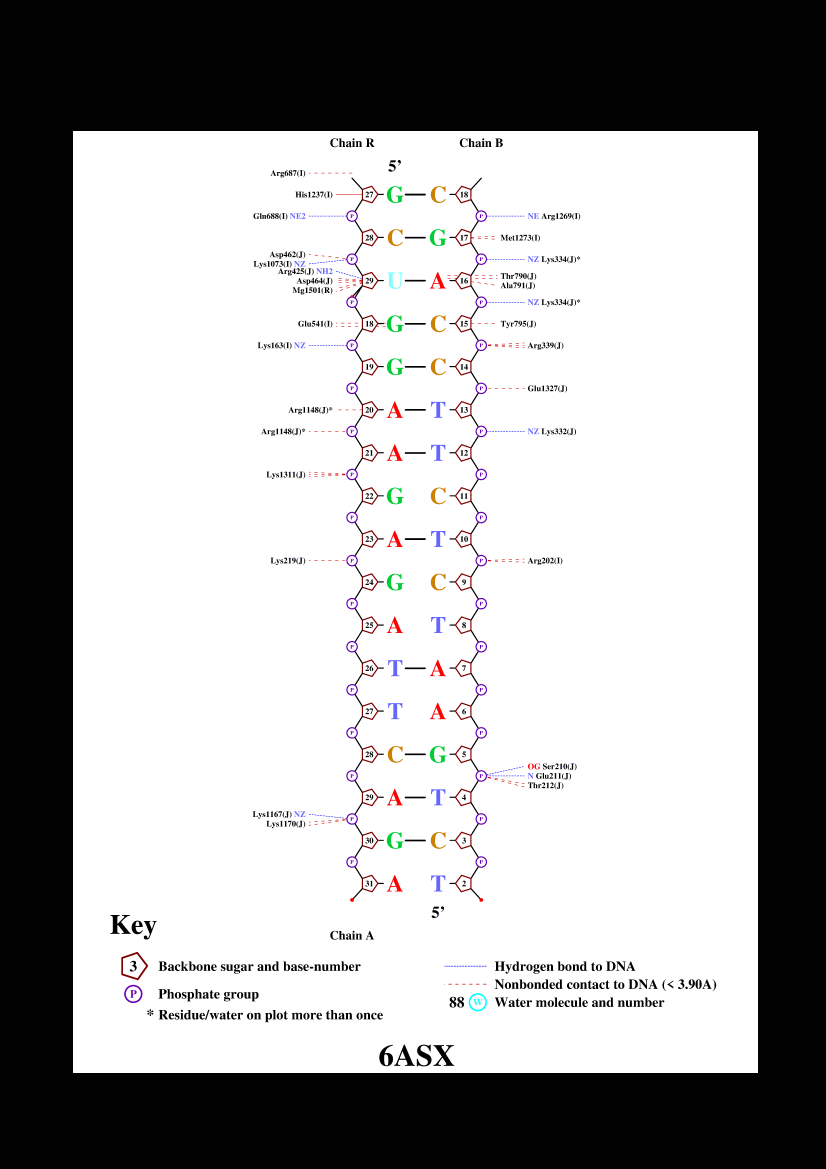 Chain R Chain B
5'
Arg687(I)
His1237(I) 27 G C 18
Gln688(I) NE2 P P NE Arg1269(I)
28 C G 17 Met1273(I)
Asp462(J)
Lys1073(I) NZ P P NZ Lys334(J)*
Arg425(J) NH2
Thr790(J)
Asp464(J) 29 U A 16
Ala791(J)
Mg1501(R)
P P NZ Lys334(J)*
Glu541(I) 18 G C 15 Tyr795(J)
Lys163(I) NZ P P Arg339(J)
19 G C 14
P P Glu1327(J)
Arg1148(J)* 20 A T 13
Arg1148(J)* P P NZ Lys332(J)
21 A T 12
Lys1311(J) P P
22 G C 11
P P
23 A T 10
Lys219(J) P P Arg202(I)
24 G C 9
P P
25 A T 8
P P
26 T A 7
P P
27 T A 6
P P
28 C G 5
OG Ser210(J)
P P N Glu211(J)
Thr212(J)
29 A T 4
Lys1167(J) NZ P P
Lys1170(J)
30 G C 3
P P
31 A T 2
5'
Key
Chain A
3 Backbone sugar and base-number
P Phosphate group
* Residue/water on plot more than once
Hydrogen bond to DNA
Nonbonded contact to DNA (< 3.90A)
88 W Water molecule and number
6ASX